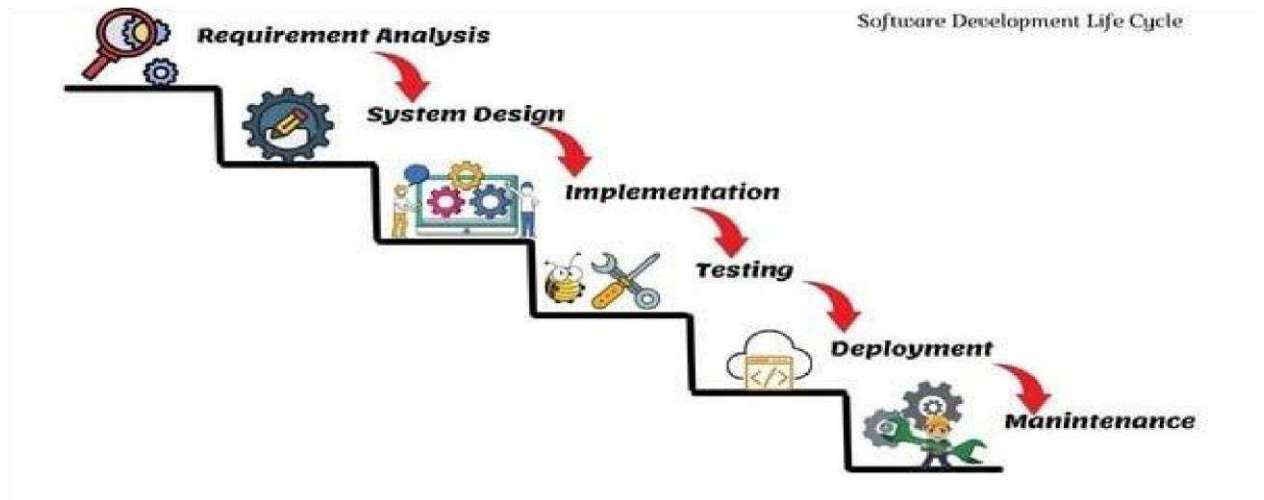 Software Development Life Cycle
Requirement Analysis
System Design
Implementation
Testing
Deployment
Manintenance